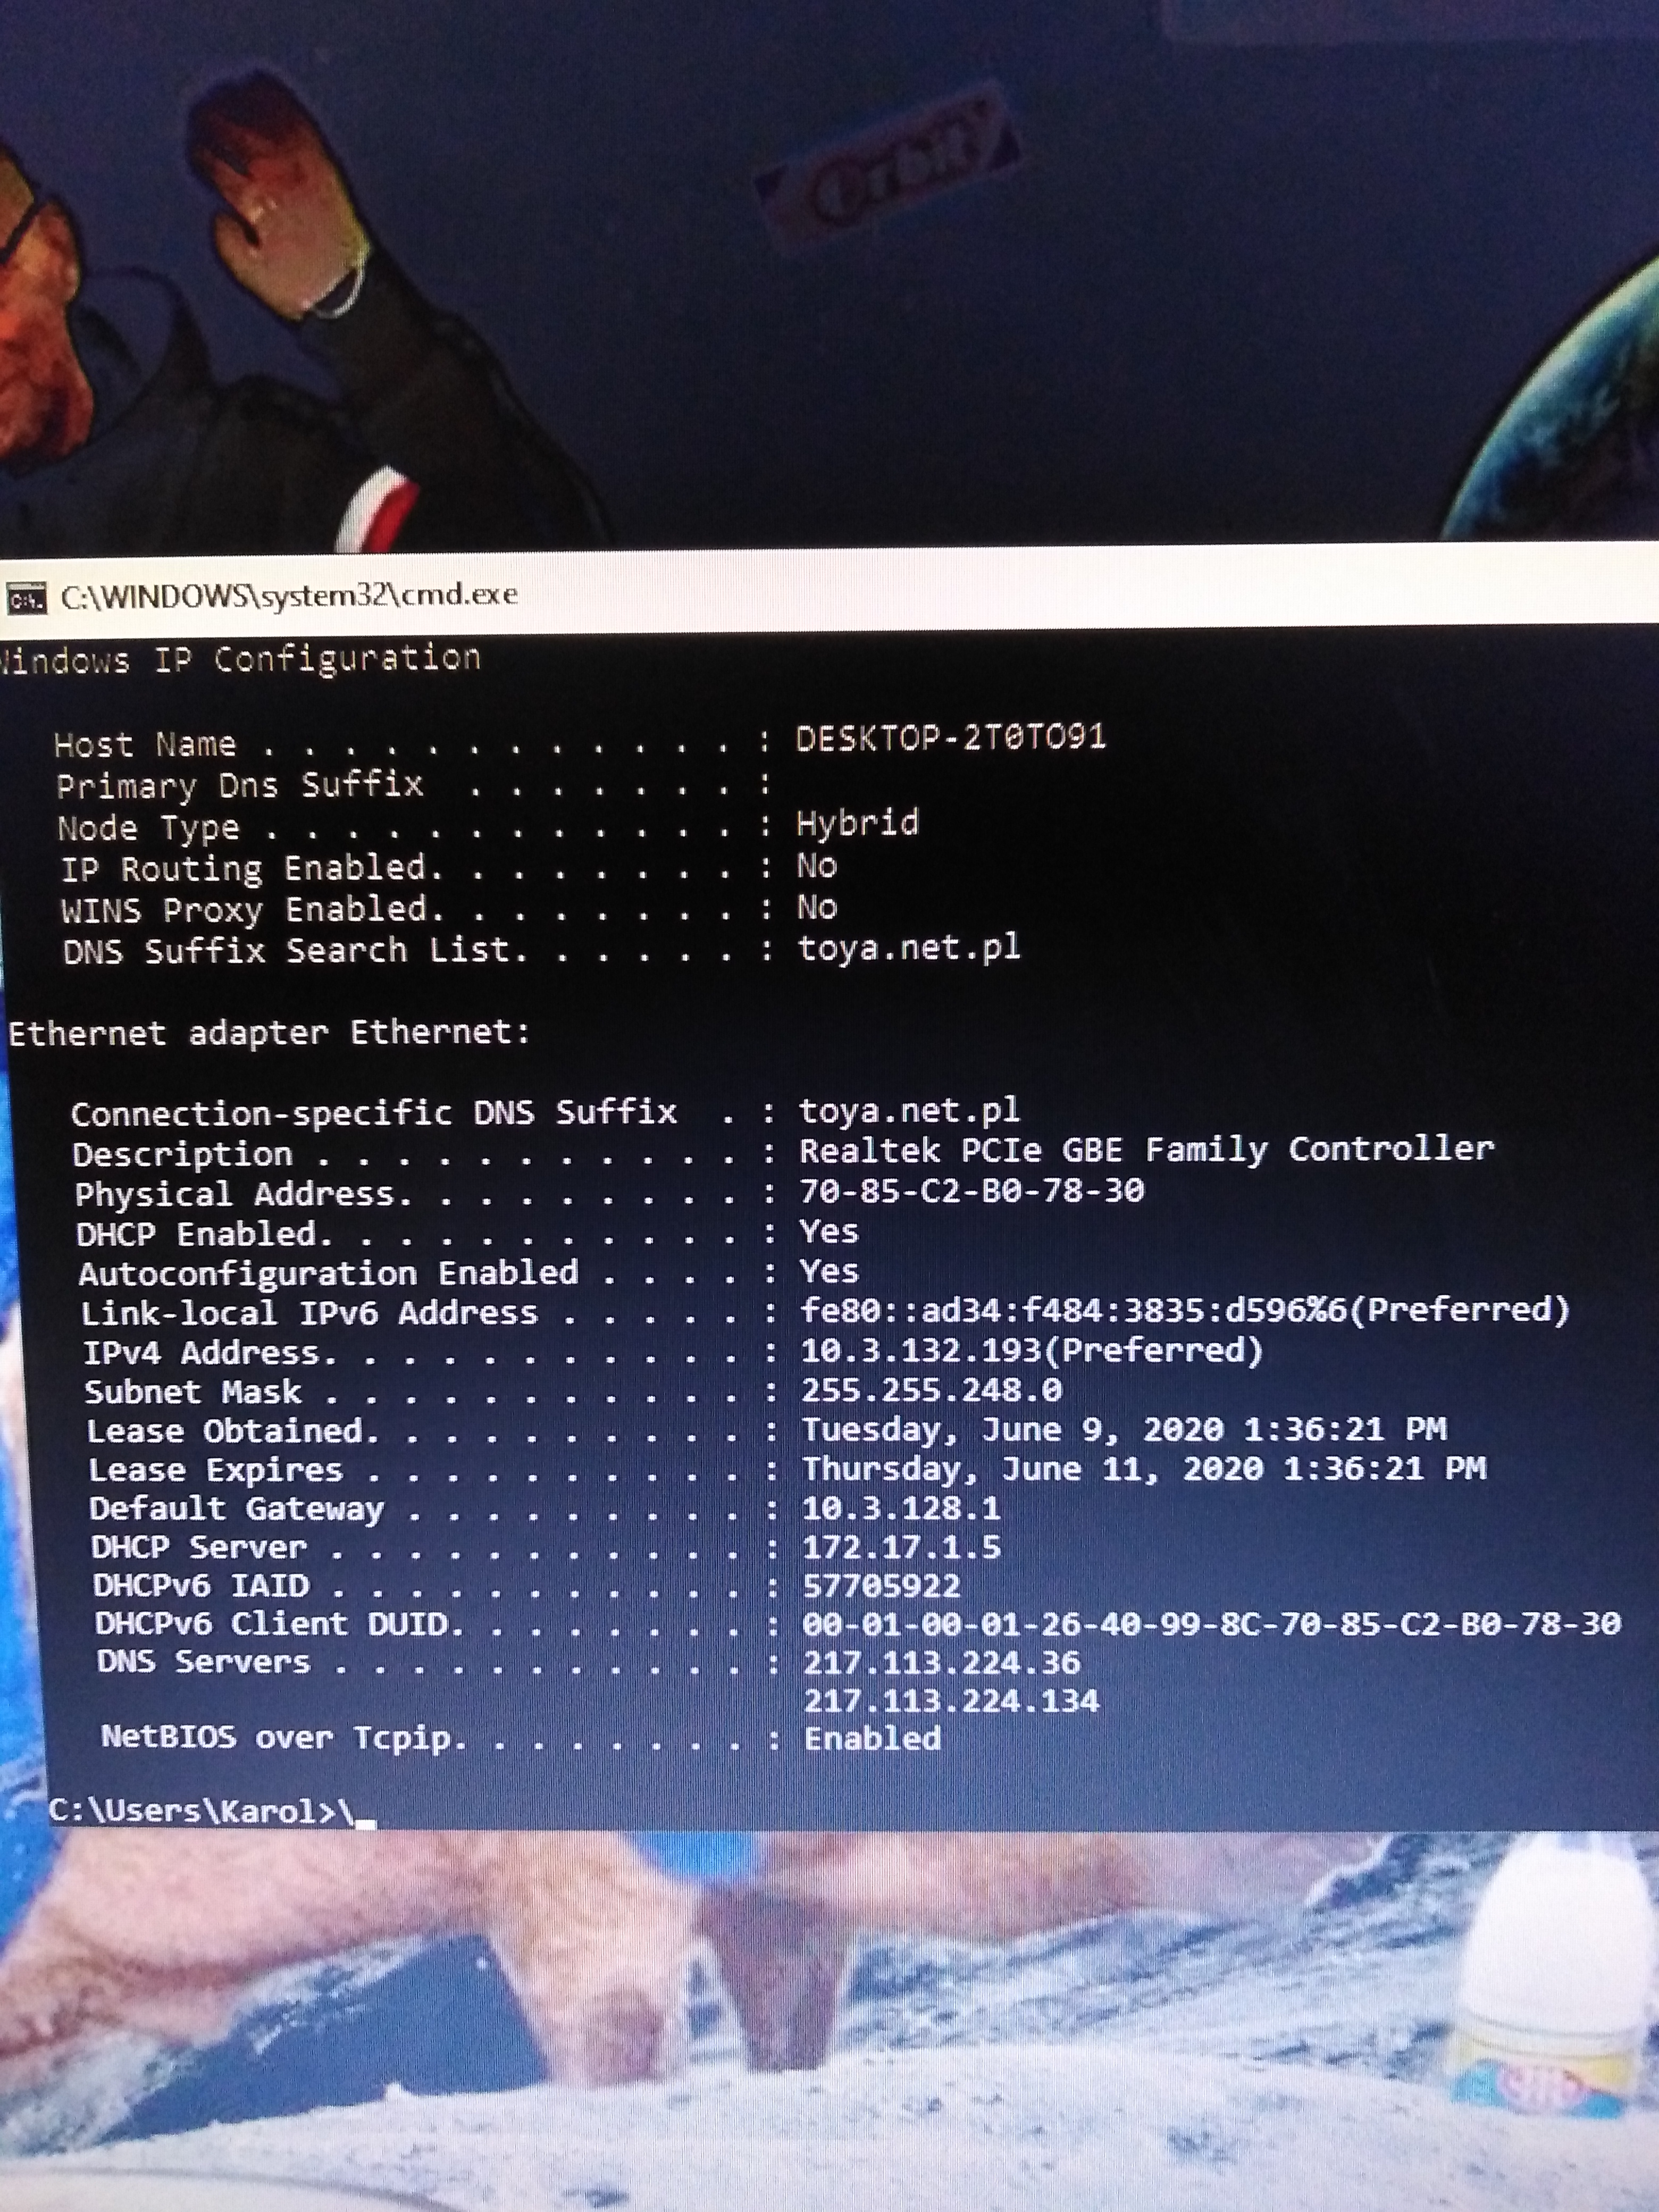 Orbit
C:\WINDOWS\system32\cmd.exe
Windows IP Configuration
Host Name . . . . . . . . . . . . : DESKTOP-2T0TO91
Primary Dns Suffix  . . . . . . . :
Node Type . . . . . . . . . . . . : Hybrid
IP Routing Enabled. . . . . . . . : No
WINS Proxy Enabled. . . . . . . . : No
DNS Suffix Search List. . . . . . : toya.net.pl
Ethernet adapter Ethernet:
Connection-specific DNS Suffix  . : toya.net.pl
Description . . . . . . . . . . . : Realtek PCIe GBE Family Controller
Physical Address. . . . . . . . . : 70-85-C2-B0-78-30
DHCP Enabled. . . . . . . . . . . : Yes
Autoconfiguration Enabled . . . . : Yes
Link-local IPv6 Address . . . . . : fe80::ad34:f484:3835:d596%6(Preferred)
IPv4 Address. . . . . . . . . . . : 10.3.132.193(Preferred)
Subnet Mask . . . . . . . . . . . : 255.255.248.0
Lease Obtained. . . . . . . . . . : Tuesday, June 9, 2020 1:36:21 PM
Lease Expires . . . . . . . . . . : Thursday, June 11, 2020 1:36:21 PM
Default Gateway . . . . . . . . . : 10.3.128.1
DHCP Server . . . . . . . . . . . : 172.17.1.5
DHCPv6 IAID . . . . . . . . . . . : 57705922
DHCPv6 Client DUID. . . . . . . . : 00-01-00-01-26-40-99-8C-70-85-C2-B0-78-30
DNS Servers . . . . . . . . . . . : 217.113.224.36
217.113.224.134
NetBIOS over Tcpip. . . . . . . . : Enabled
C:\Users\Karol>\_